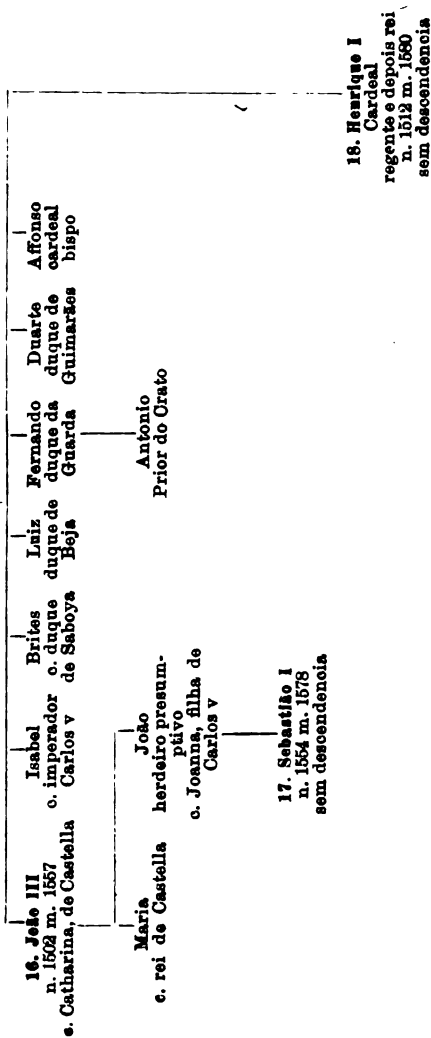 16. João III
n. 1502 m. 1557
c. Catharina, de Castella
Isabel
c. imperador
Carlos v
Brites
c. duque
de Saboya
Luiz
duque de
Beja
Fernando
duque da
Guarda
Duarte
duque de
Guimarães
Affonso
cardeal
bispo
18. Henrique I
Cardeal
regente e depois rei
n. 1512 m. 1580
sem descendencia
Maria
c. rei de Castella
João
herdeiro presum-
ptivo
c. Joanna, filha de
Carlos v
Antonio
Prior do Crato
17. Sebastião I
n. 1554 m. 1578
sem descendencia